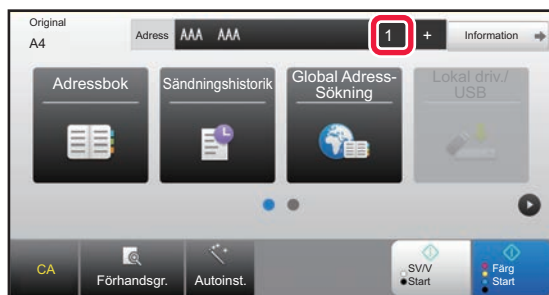 Original
A4
Adress AAA AAA 1 + Information
Adressbok
Sändningshistorik
Global Adress-
Sökning
Lokal driv./
USB
CA
Förhandsgr.
Autoinst.
SV/V
Start
Färg
Start